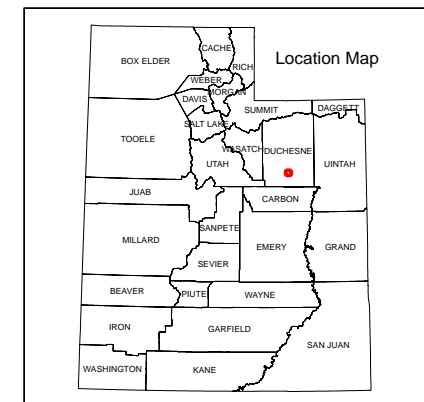 Location Map
CACHE
BOX ELDER
RICH
WEBER
MORGAN
DAVIS
SUMMIT
DAGGETT
SALT LAKE
TOOELE
WASATCH
DUCHESNE
UTAH
UINTAH
JUAB
CARBON
SANPETE
MILLARD
EMERY
GRAND
SEVIER
BEAVER
PIUTE
WAYNE
IRON
GARFIELD
SAN JUAN
WASHINGTON
KANE